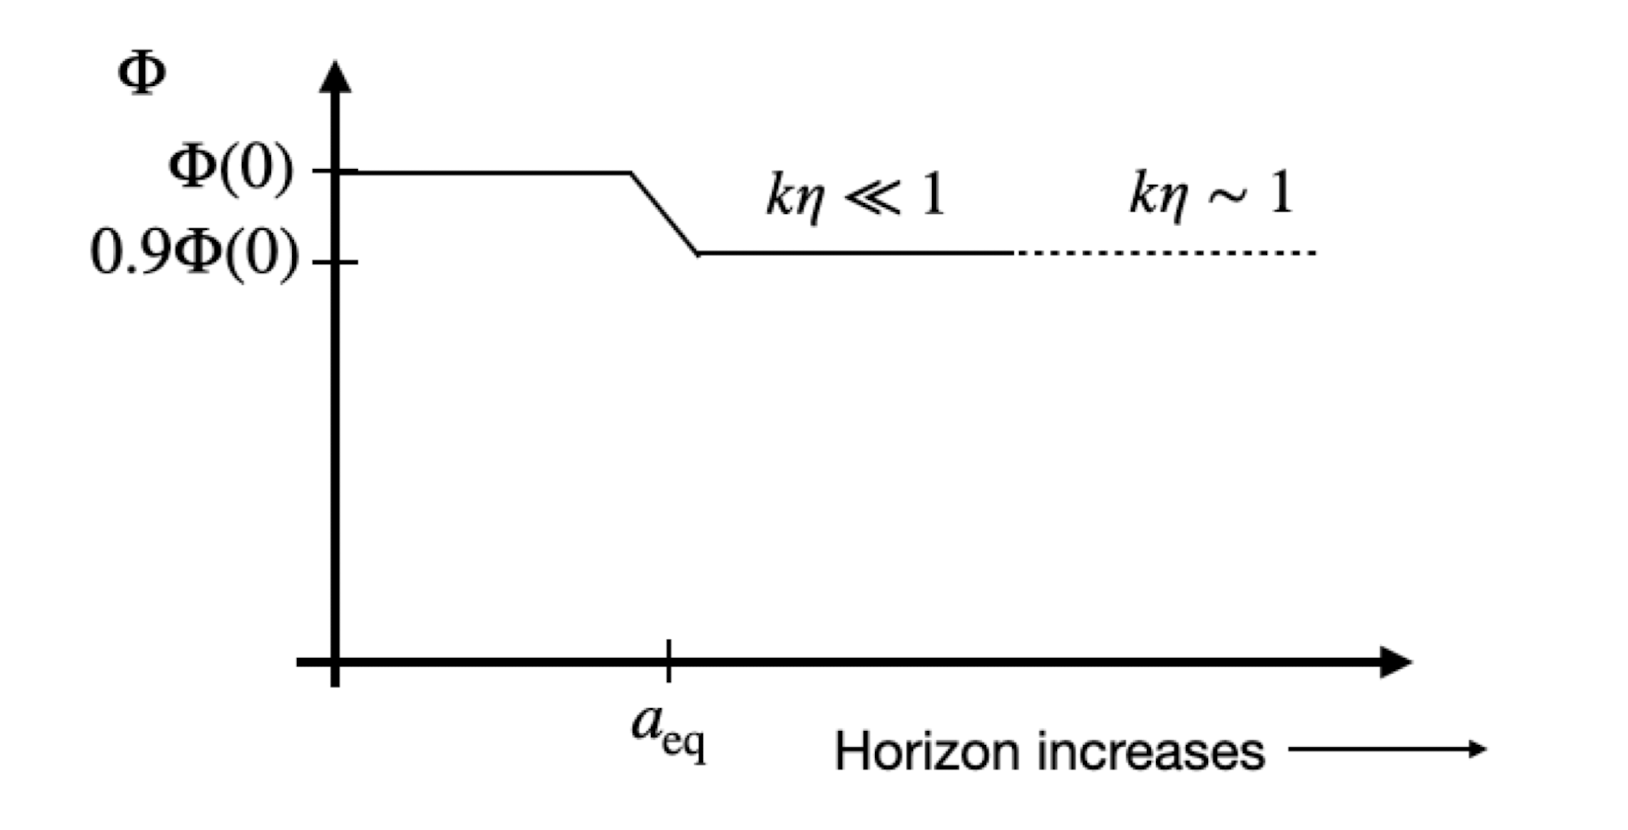 Φ
Φ(0)
kη ≪ 1
kη ∼ 1
0.9Φ(0)
a_eq
Horizon increases